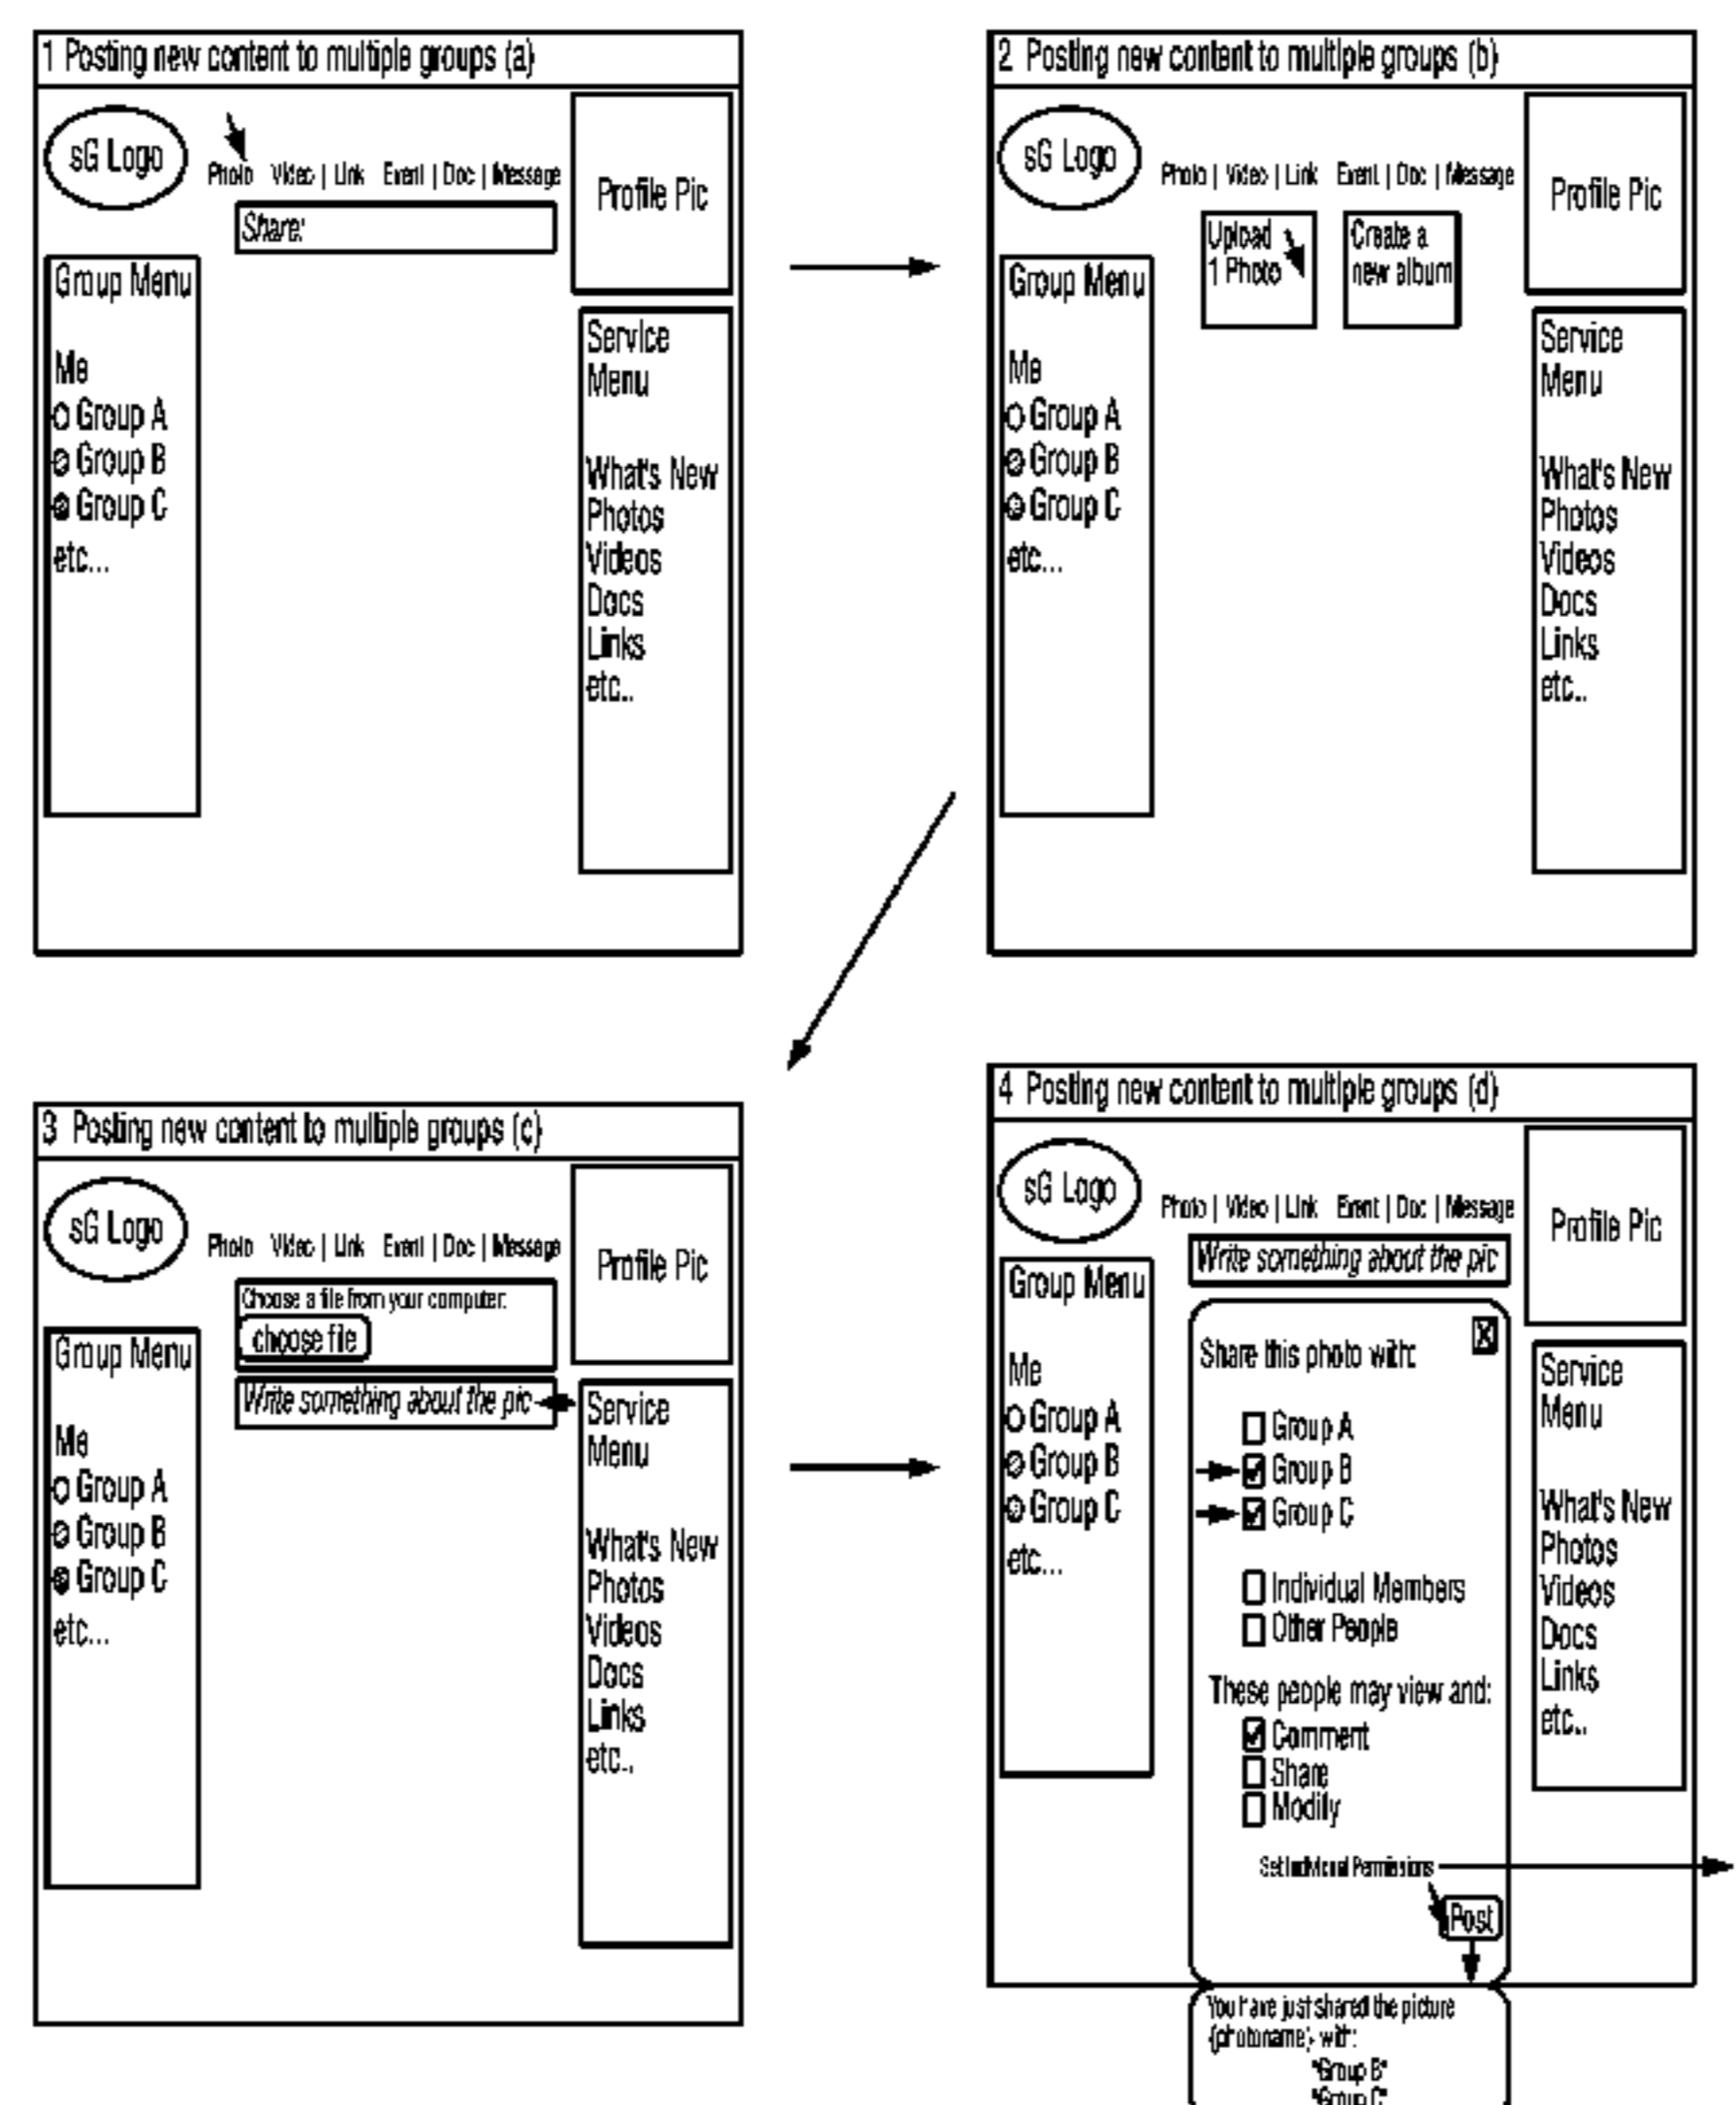 1 Posting new content to multiple groups (a)
sG Logo
Photo Video | Link Event | Doc | Message
Share:
Profile Pic
Group Menu
Me
Group A
Group B
Group C
etc...
Service
Menu
What's New
Photos
Videos
Docs
Links
etc..
2 Posting new content to multiple groups (b)
sG Logo
Photo | Video | Link Event | Doc | Message
Upload
1 Photo
Create a
new album
Profile Pic
Group Menu
Me
Group A
Group B
Group C
etc...
Service
Menu
What's New
Photos
Videos
Docs
Links
etc..
3 Posting new content to multiple groups (c)
sG Logo
Photo Video | Link Event | Doc | Message
Choose a file from your computer:
choose file
Write something about the pic
Profile Pic
Group Menu
Me
Group A
Group B
Group C
etc...
Service
Menu
What's New
Photos
Videos
Docs
Links
etc..
4 Posting new content to multiple groups (d)
sG Logo
Photo | Video | Link Event | Doc | Message
Write something about the pic
Profile Pic
Group Menu
Me
Group A
Group B
Group C
etc...
Share this photo with:
X
Group A
Group B
Group C
Individual Members
Other People
These people may view and:
Comment
Share
Modify
Set Individual Permissions
Post
Service
Menu
What's New
Photos
Videos
Docs
Links
etc..
You have just shared the picture
{photoname} with:
"Group B"
"Group C"